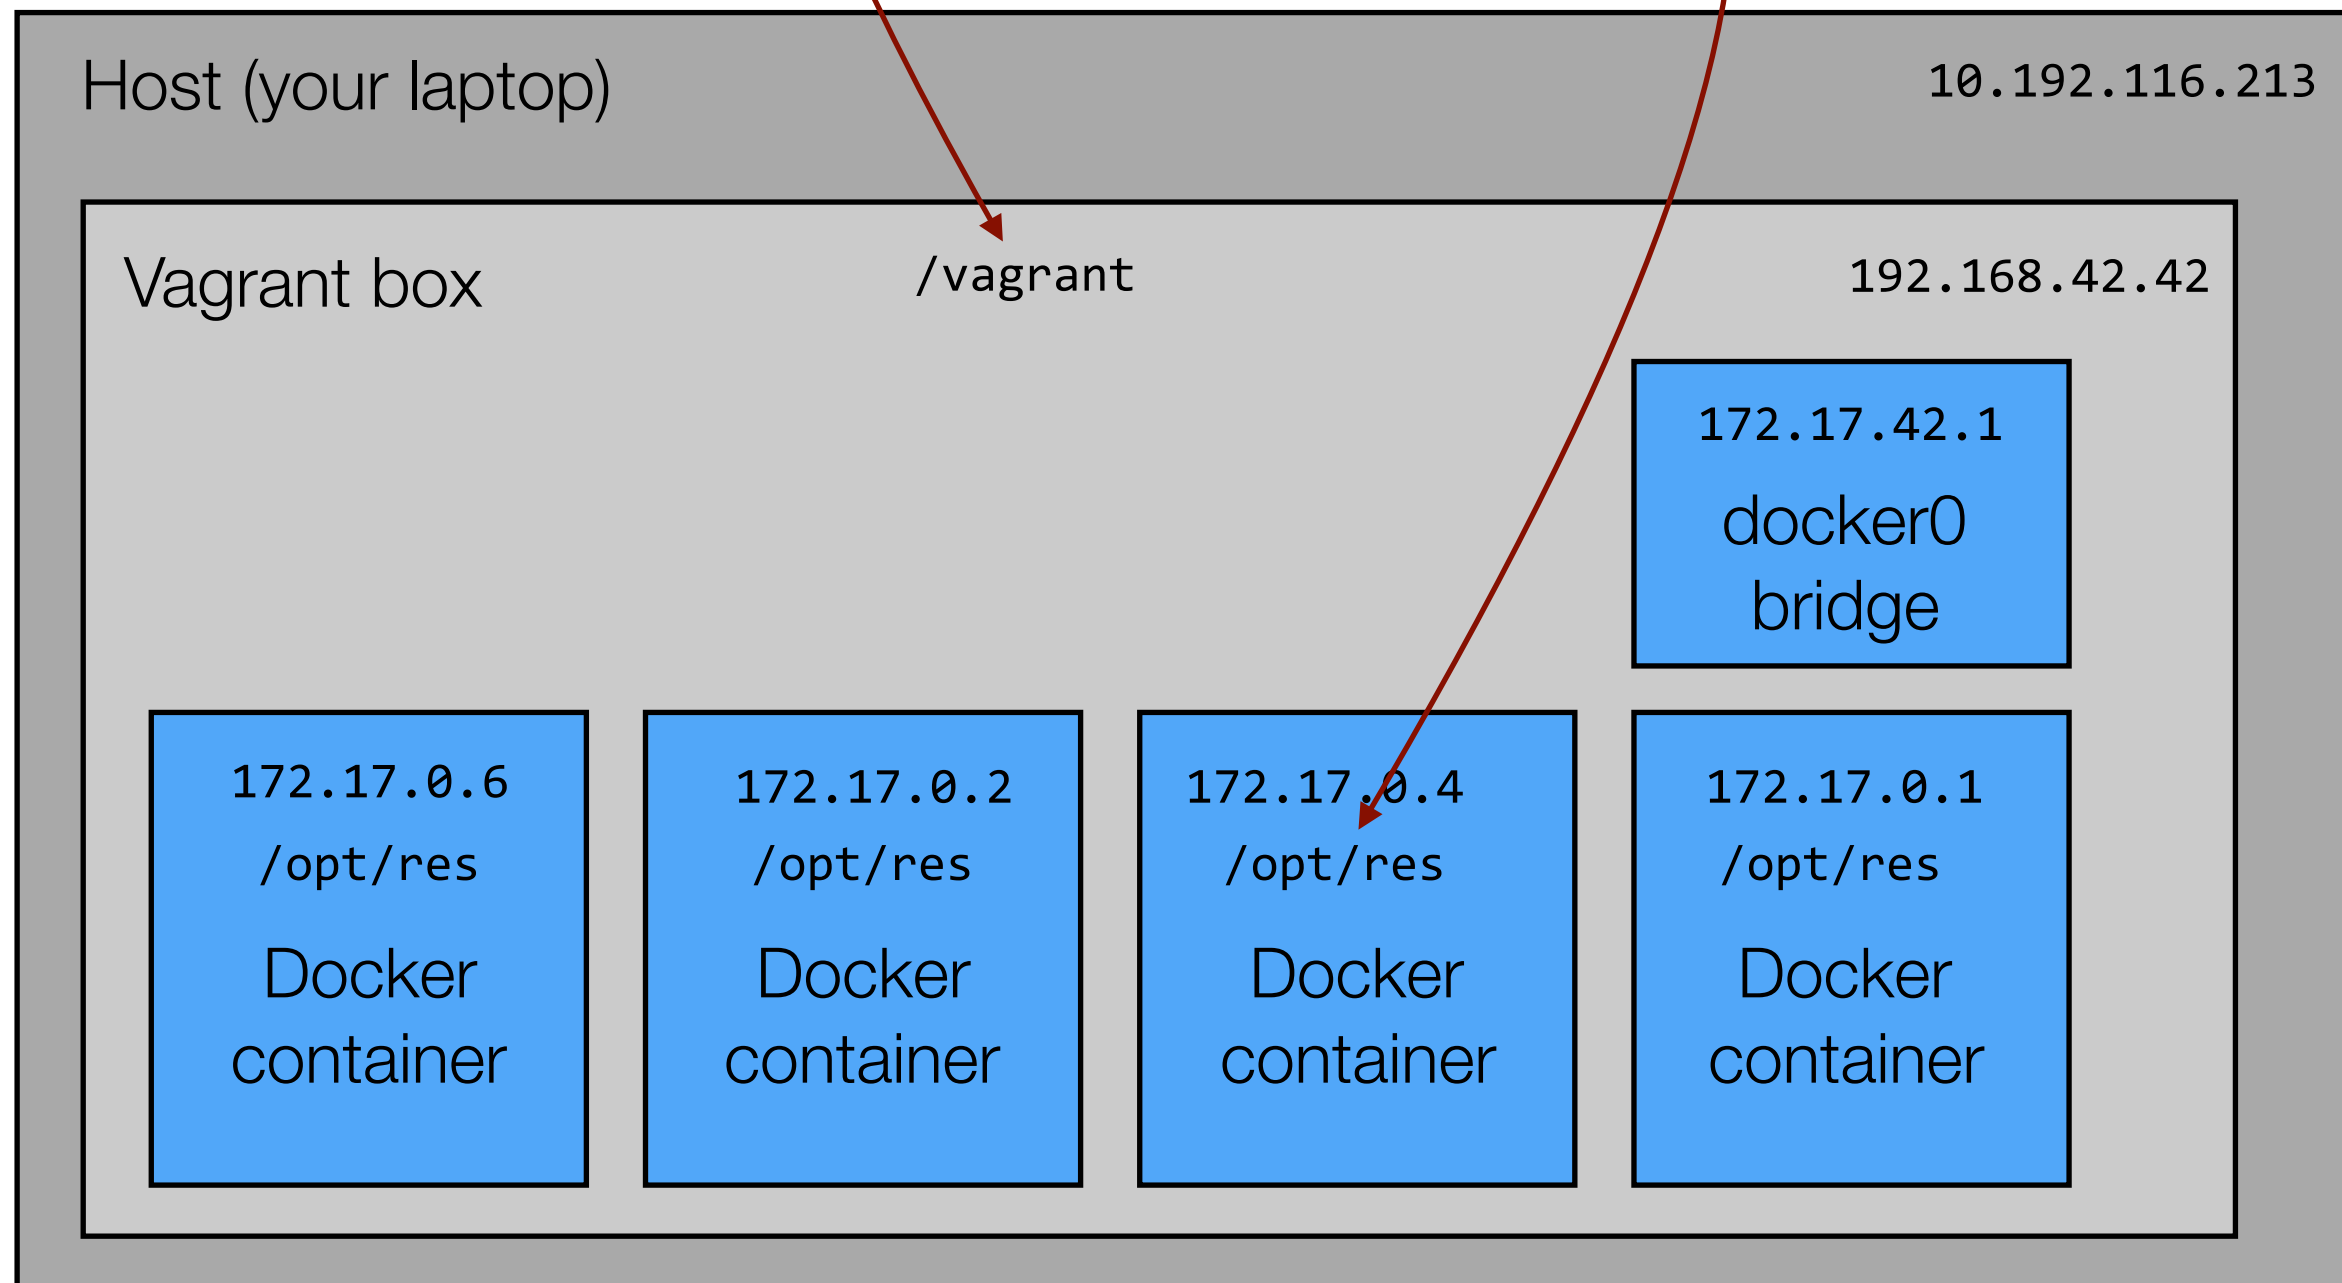 Host (your laptop)
10.192.116.213
Vagrant box
/vagrant
192.168.42.42
172.17.42.1
docker0
bridge
172.17.0.6
/opt/res
Docker
container
172.17.0.2
/opt/res
Docker
container
172.17.0.4
/opt/res
Docker
container
172.17.0.1
/opt/res
Docker
container